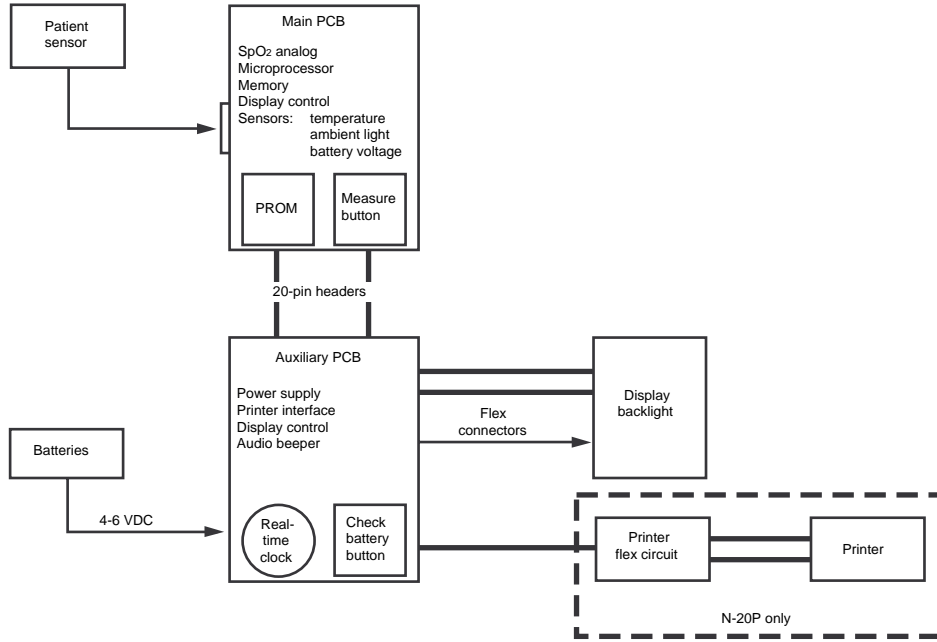 Patient
sensor
Main PCB
SpO2 analog
Microprocessor
Memory
Display control
Sensors: temperature
ambient light
battery voltage
PROM
Measure
button
20-pin headers
Auxiliary PCB
Power supply
Printer interface
Display control
Audio beeper
Flex
connectors
Display
backlight
Batteries
4-6 VDC
Real-
time
clock
Check
battery
button
Printer
flex circuit
Printer
N-20P only